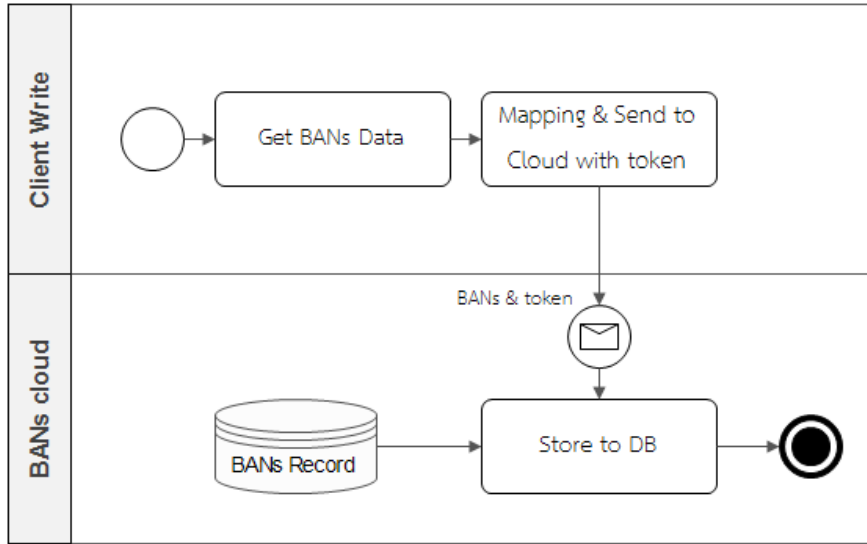 Client Write
Get BANs Data
Mapping & Send to
Cloud with token
BANs cloud
BANs & token
BANs Record
Store to DB